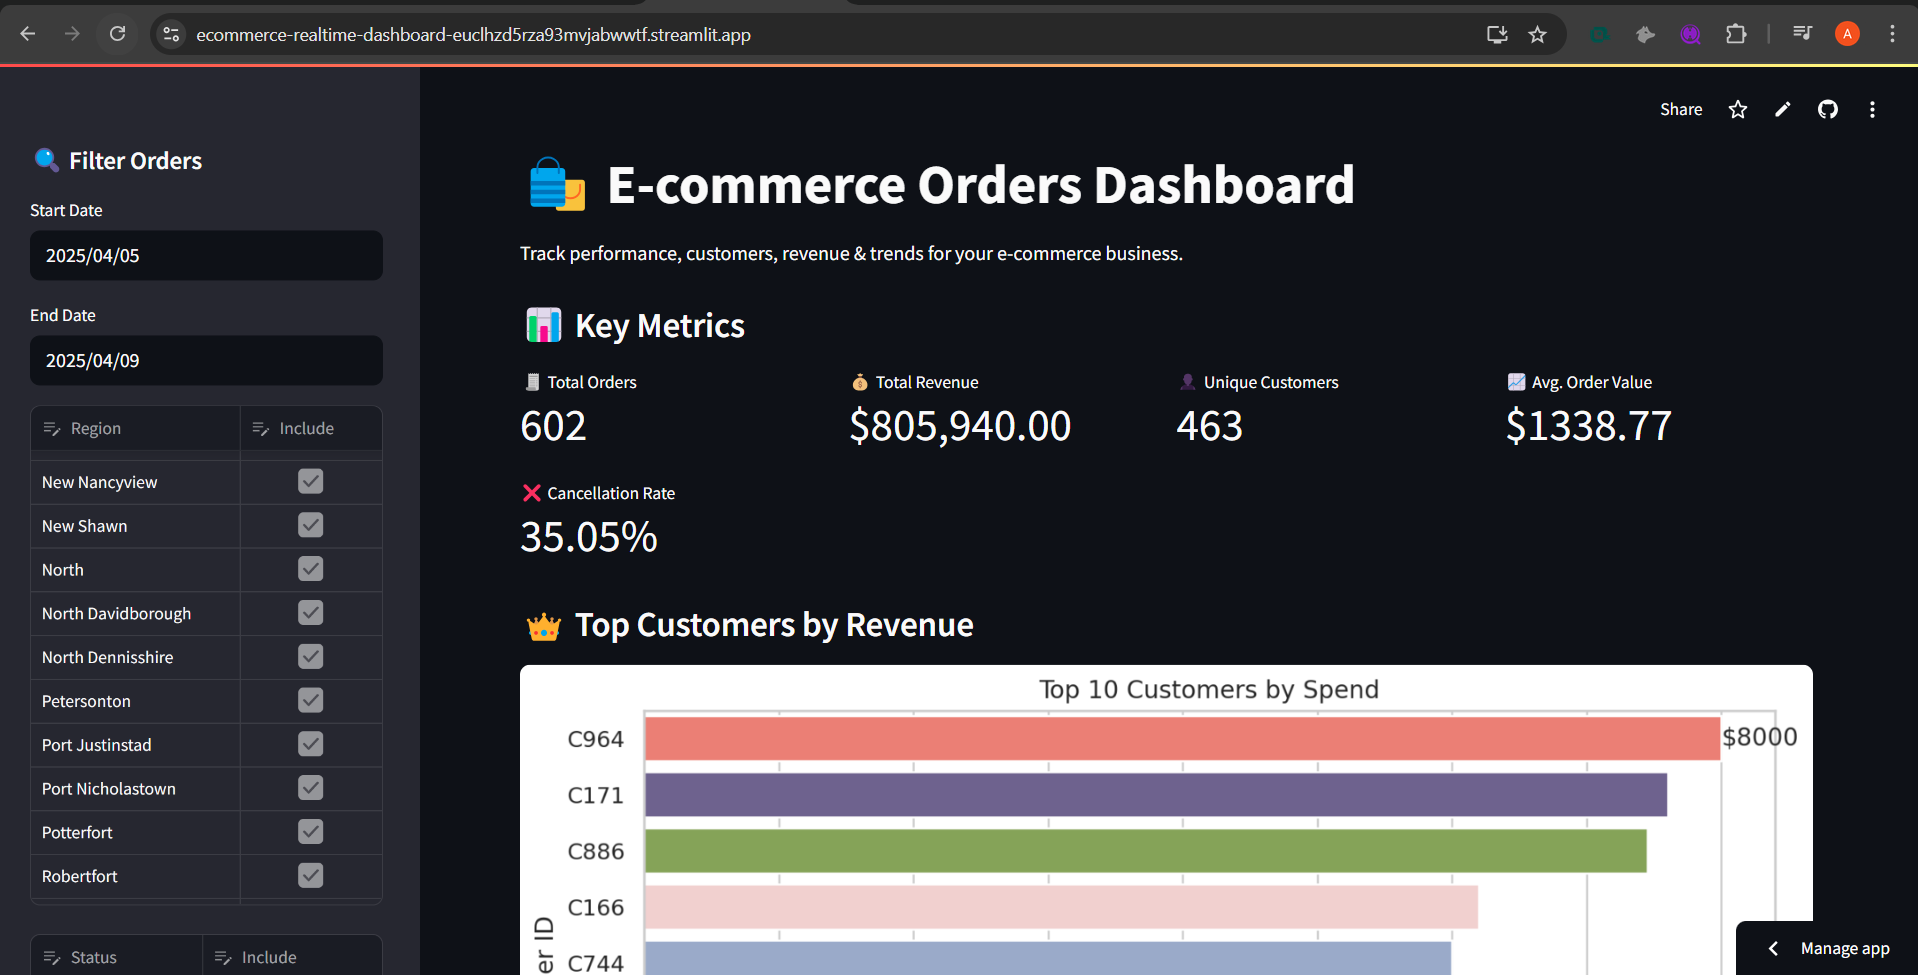 ecommerce-realtime-dashboard-euclhzd5rza93mvjabwwtf.streamlit.app
A
Share
Filter Orders
Start Date
2025/04/05
End Date
2025/04/09
Region Include
New Nancyview
New Shawn
North
North Davidborough
North Dennisshire
Petersonton
Port Justinstad
Port Nicholastown
Potterfort
Robertfort
Status Include
E-commerce Orders Dashboard
Track performance, customers, revenue & trends for your e-commerce business.
Key Metrics
Total Orders
602
Total Revenue
$805,940.00
Unique Customers
463
Avg. Order Value
$1338.77
Cancellation Rate
35.05%
Top Customers by Revenue
Top 10 Customers by Spend
C964
$8000
C171
C886
C166
C744
er ID
Manage app